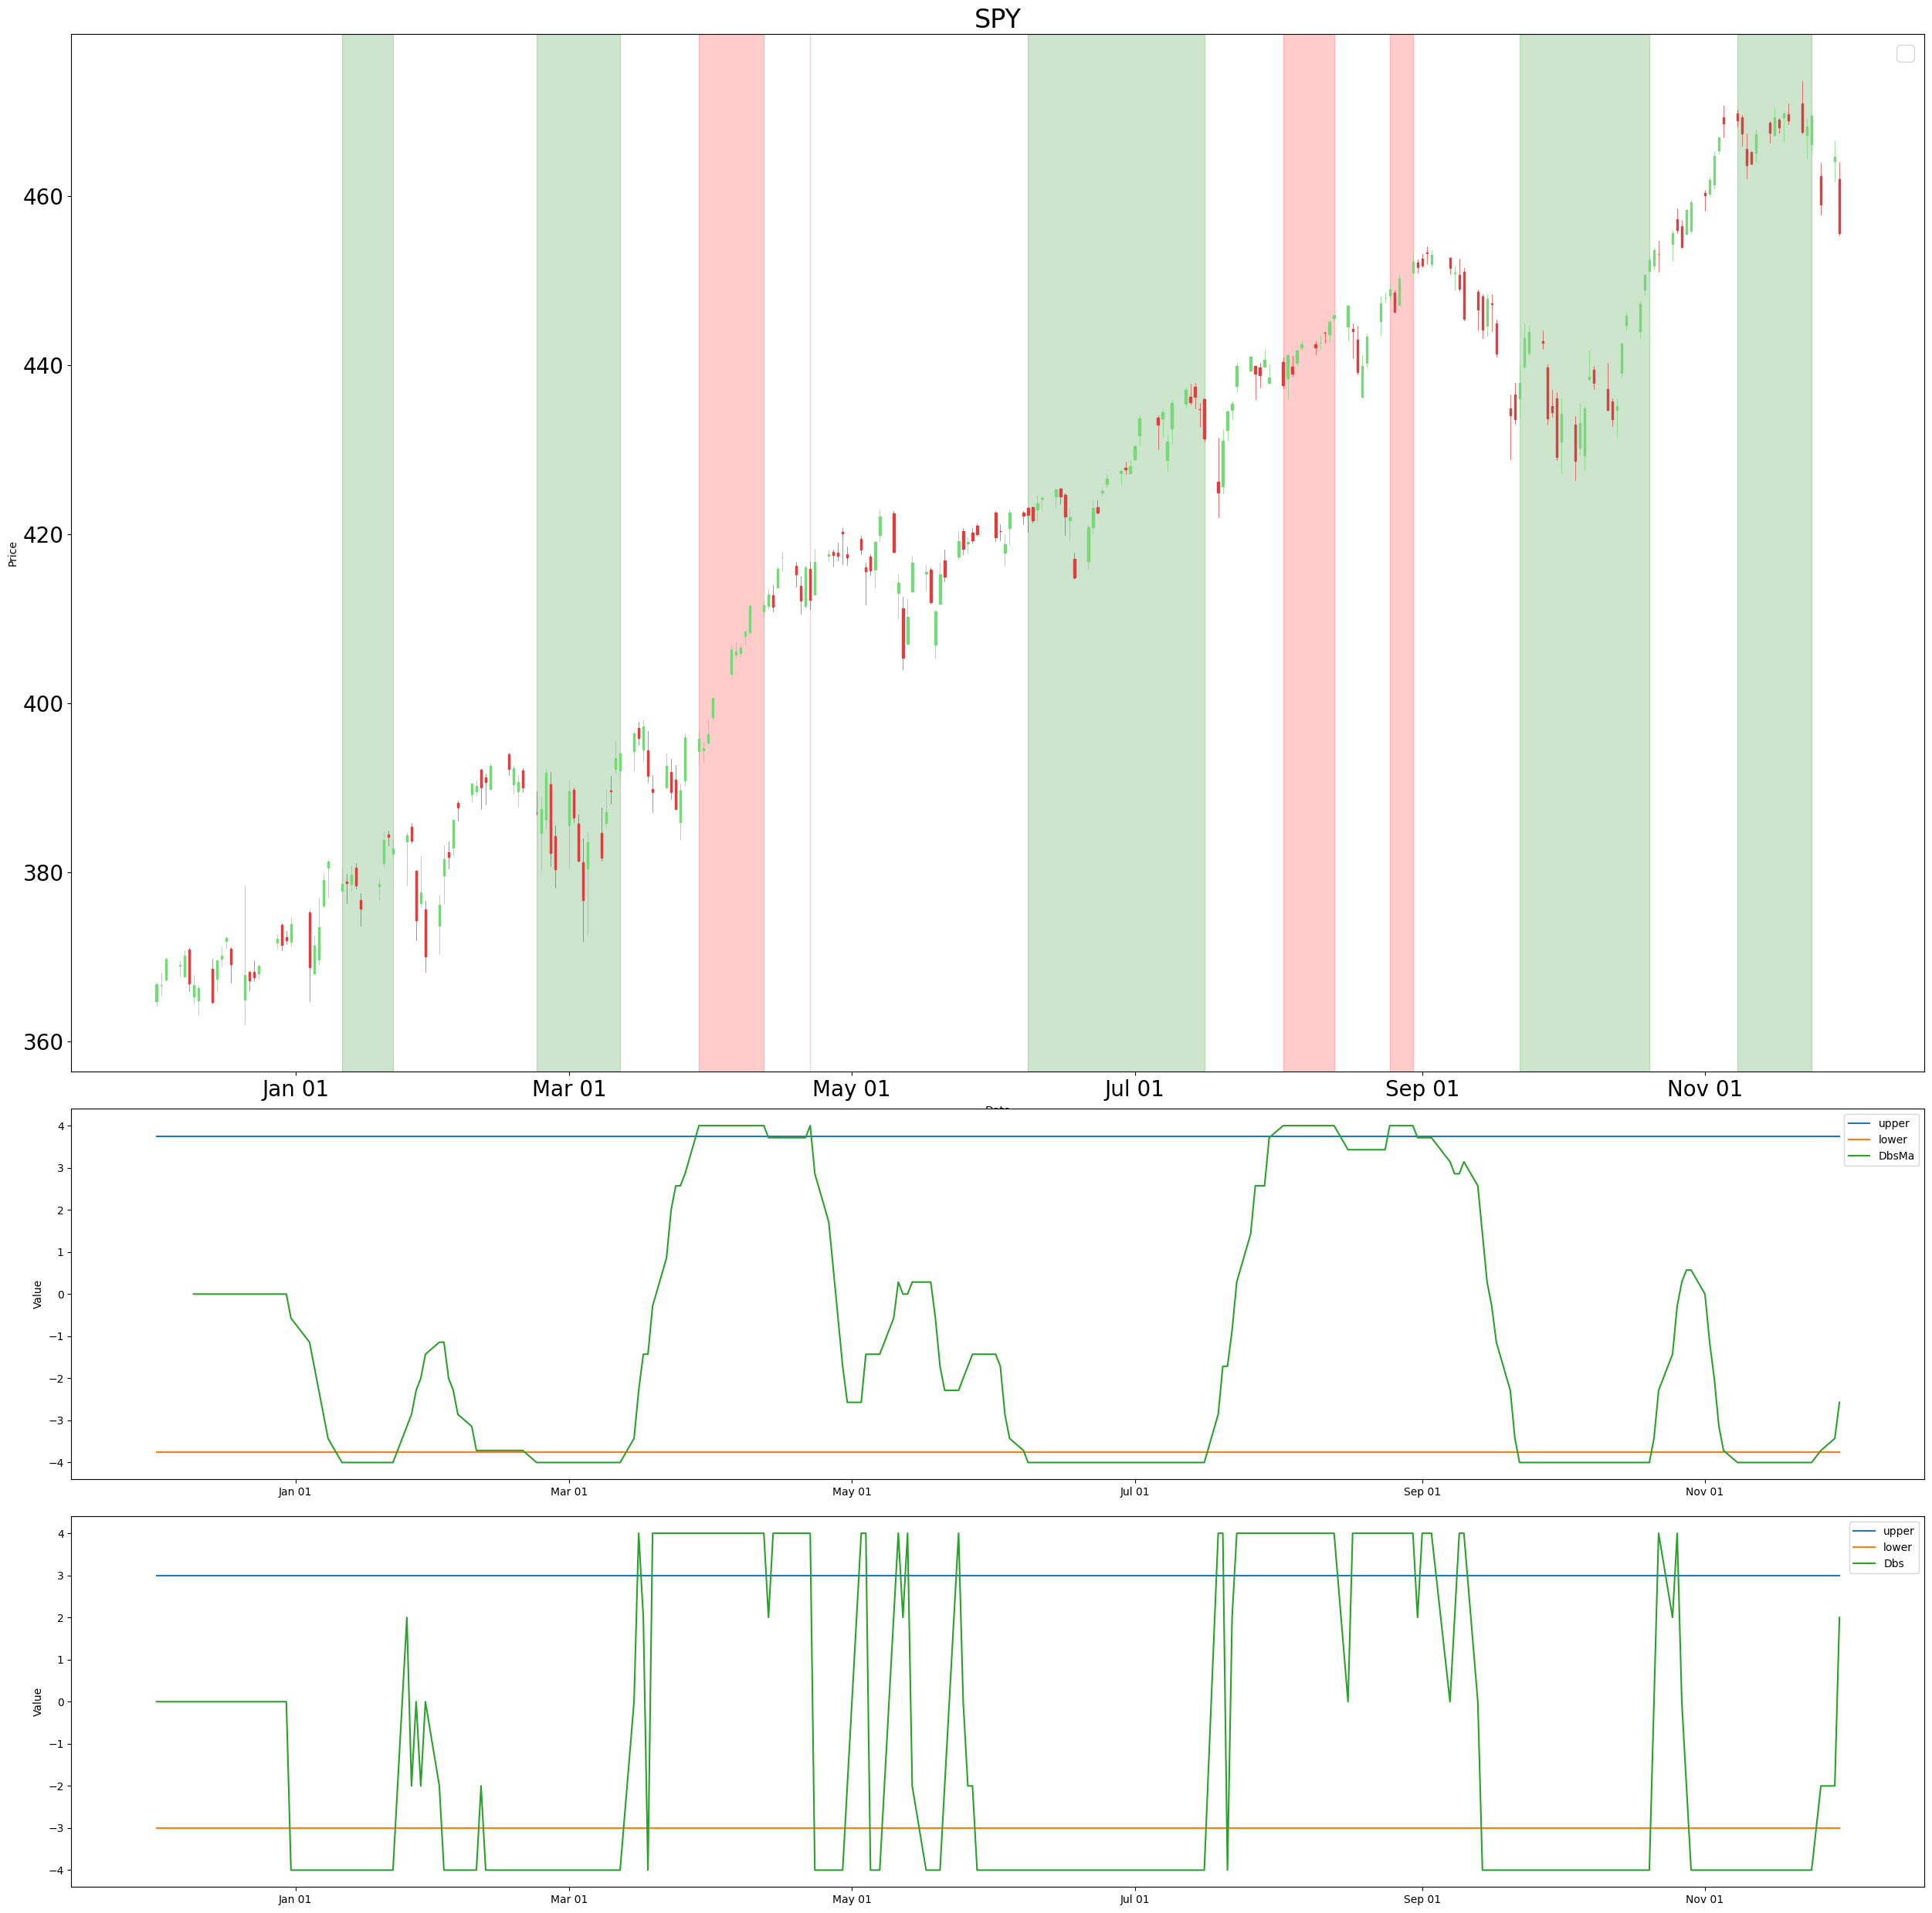 SPY
Price
460
440
420
400
380
360
Jan 01
Mar 01
May 01
Jul 01
Sep 01
Nov 01
4
3
2
1
0
−1
−2
−3
−4
Value
upper
lower
DbsMa
Jan 01
Mar 01
May 01
Jul 01
Sep 01
Nov 01
4
3
2
1
0
−1
−2
−3
−4
Value
upper
lower
Dbs
Jan 01
Mar 01
May 01
Jul 01
Sep 01
Nov 01